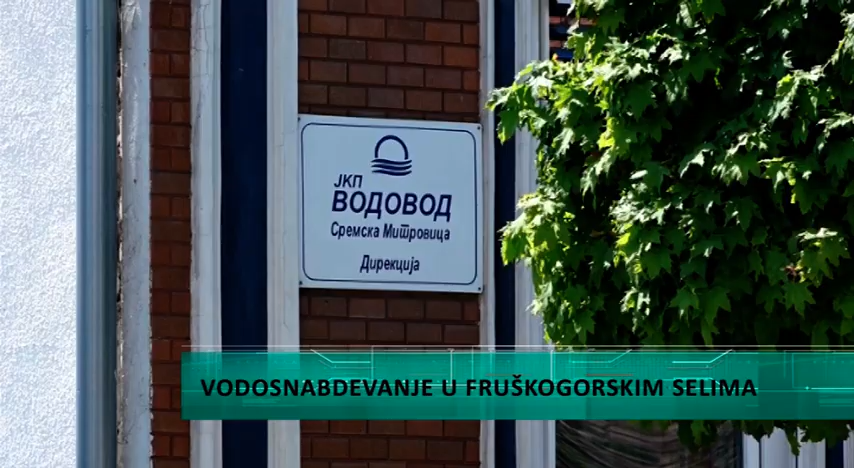 ЈКП
ВОДОВОД
Сремска Митровица
Дирекција
VODOSNABDEVANJE U FRUŠKOGORSKIM SELIMA